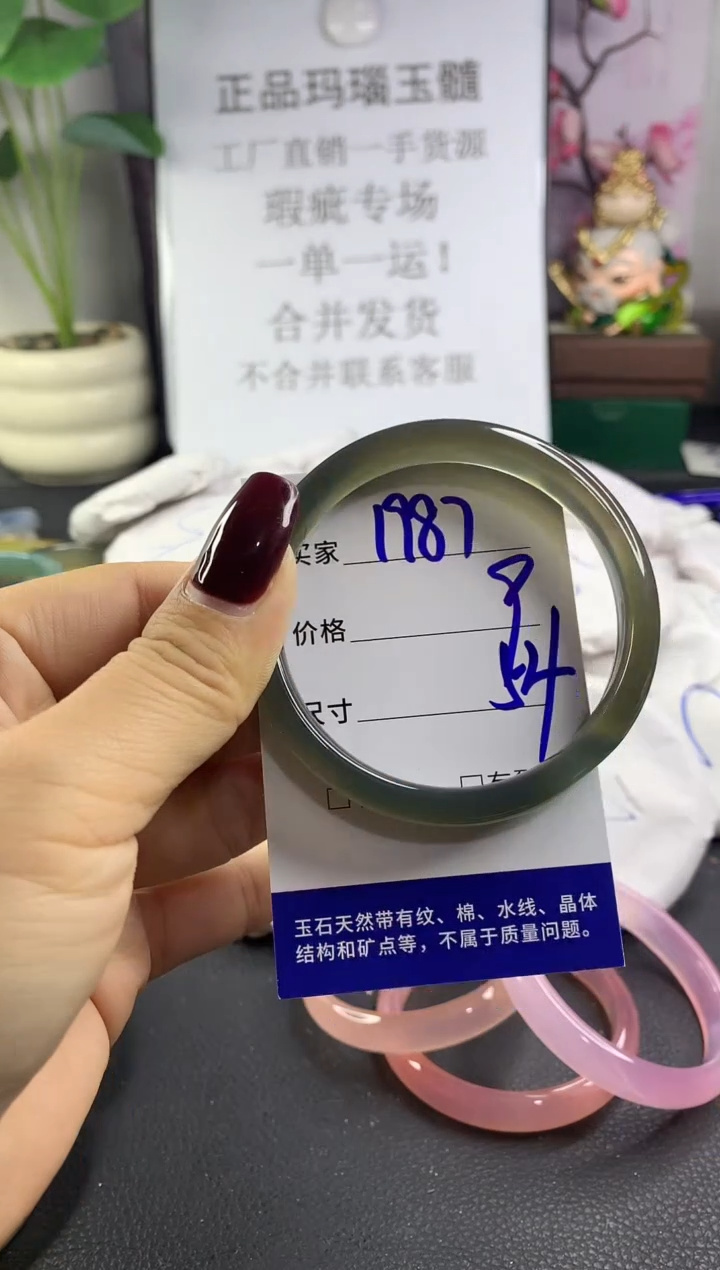 正品玛瑙玉髓
工厂直销一手货源
瑕疵专场
一单一运！
合并发货
不合并联系客服
买家 1987
价格
尺寸 54
玉石天然带有纹、棉、水线、晶体
结构和矿点等，不属于质量问题。